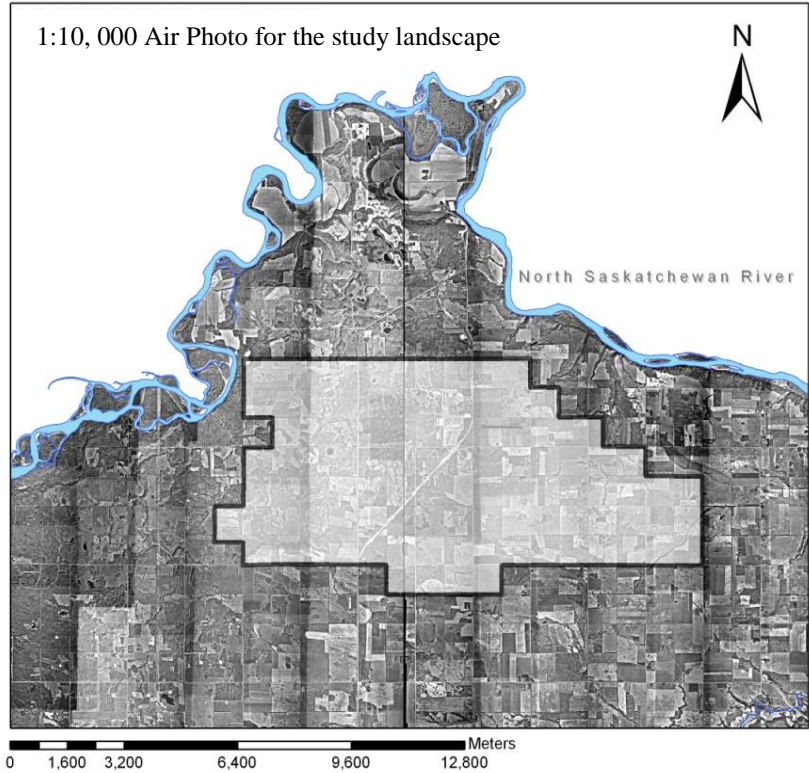 1:10, 000 Air Photo for the study landscape
N
North Saskatchewan River
Meters
0 1,600 3,200 6,400 9,600 12,800